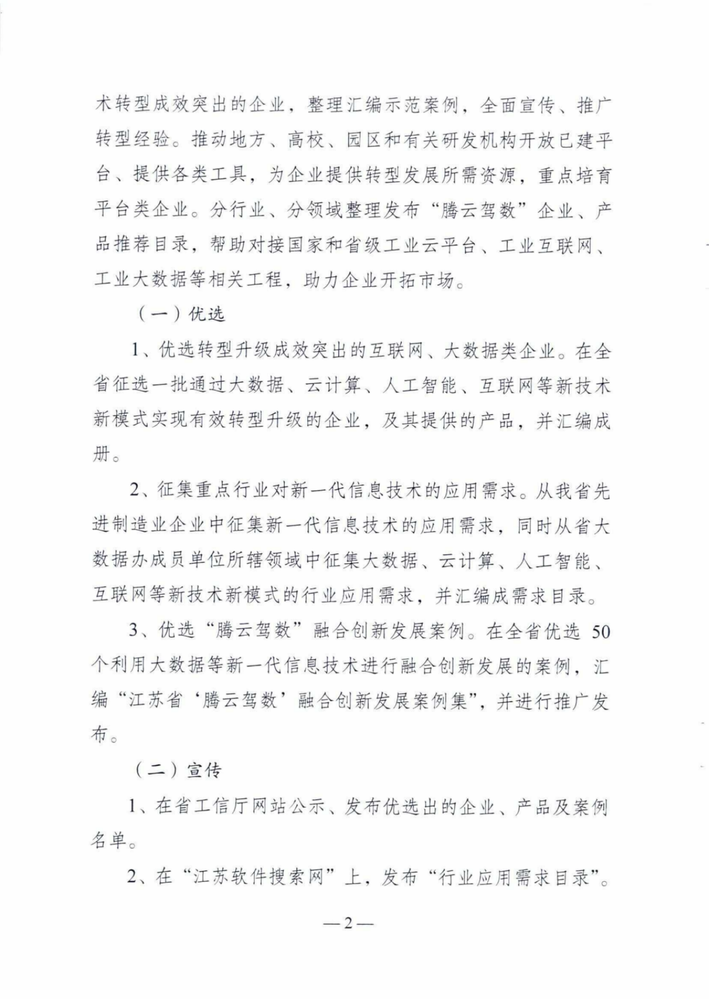 术转型成效突出的企业，整理汇编示范案例，全面宣传、推广
转型经验。推动地方、高校、园区和有关研发机构开放已建平
台、提供各类工具，为企业提供转型发展所需资源，重点培育
平台类企业。分行业、分领域整理发布“腾云驾数”企业、产
品推荐目录，帮助对接国家和省级工业云平台、工业互联网、
工业大数据等相关工程，助力企业开拓市场。
（一）优选
1、优选转型升级成效突出的互联网、大数据类企业。在全
省征选一批通过大数据、云计算、人工智能、互联网等新技术
新模式实现有效转型升级的企业，及其提供的产品，并汇编成
册。
2、征集重点行业对新一代信息技术的应用需求。从我省先
进制造业企业中征集新一代信息技术的应用需求，同时从省大
数据办成员单位所辖领域中征集大数据、云计算、人工智能、
互联网等新技术新模式的行业应用需求，并汇编成需求目录。
3、优选“腾云驾数”融合创新发展案例。在全省优选 50
个利用大数据等新一代信息技术进行融合创新发展的案例，汇
编“江苏省‘腾云驾数’融合创新发展案例集”，并进行推广发
布。
（二）宣传
1、在省工信厅网站公示、发布优选出的企业、产品及案例
名单。
2、在“江苏软件搜索网”上，发布“行业应用需求目录”。
—2—